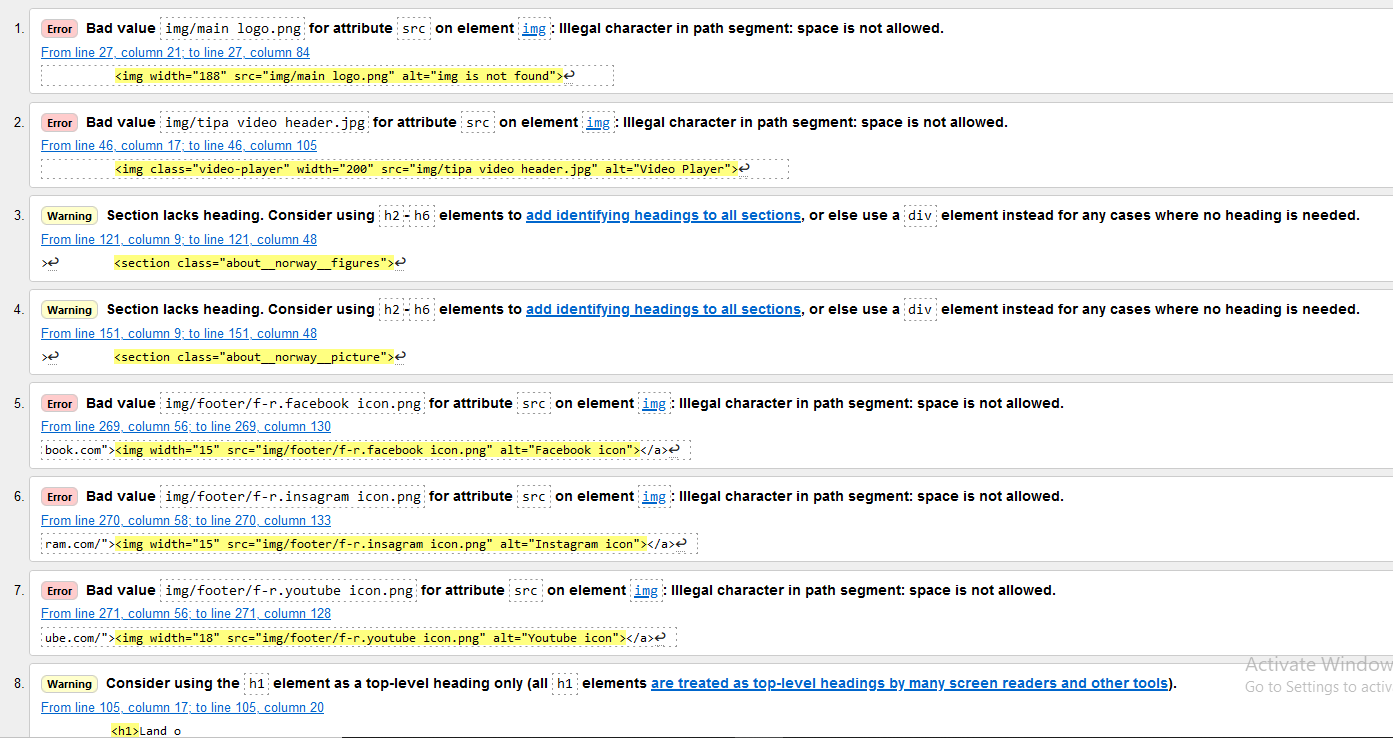 1. Error Bad value img/main logo.png for attribute src on element img: Illegal character in path segment: space is not allowed.
From line 27, column 21; to line 27, column 84
<img width="188" src="img/main logo.png" alt="img is not found">↩
2. Error Bad value img/tipa video header.jpg for attribute src on element img: Illegal character in path segment: space is not allowed.
From line 46, column 17; to line 46, column 105
<img class="video-player" width="200" src="img/tipa video header.jpg" alt="Video Player">↩
3. Warning Section lacks heading. Consider using h2-h6 elements to add identifying headings to all sections, or else use a div element instead for any cases where no heading is needed.
From line 121, column 9; to line 121, column 48
>↩ <section class="about__norway__figures">↩
4. Warning Section lacks heading. Consider using h2-h6 elements to add identifying headings to all sections, or else use a div element instead for any cases where no heading is needed.
From line 151, column 9; to line 151, column 48
>↩ <section class="about__norway__picture">↩
5. Error Bad value img/footer/f-r.facebook icon.png for attribute src on element img: Illegal character in path segment: space is not allowed.
From line 269, column 56; to line 269, column 130
book.com"><img width="15" src="img/footer/f-r.facebook icon.png" alt="Facebook icon"></a>↩
6. Error Bad value img/footer/f-r.insagram icon.png for attribute src on element img: Illegal character in path segment: space is not allowed.
From line 270, column 58; to line 270, column 133
ram.com/"><img width="15" src="img/footer/f-r.insagram icon.png" alt="Instagram icon"></a>↩
7. Error Bad value img/footer/f-r.youtube icon.png for attribute src on element img: Illegal character in path segment: space is not allowed.
From line 271, column 56; to line 271, column 128
ube.com/"><img width="18" src="img/footer/f-r.youtube icon.png" alt="Youtube icon"></a>↩
Activate Window
Go to Settings to activ
8. Warning Consider using the h1 element as a top-level heading only (all h1 elements are treated as top-level headings by many screen readers and other tools).
From line 105, column 17; to line 105, column 20
<h1>Land o